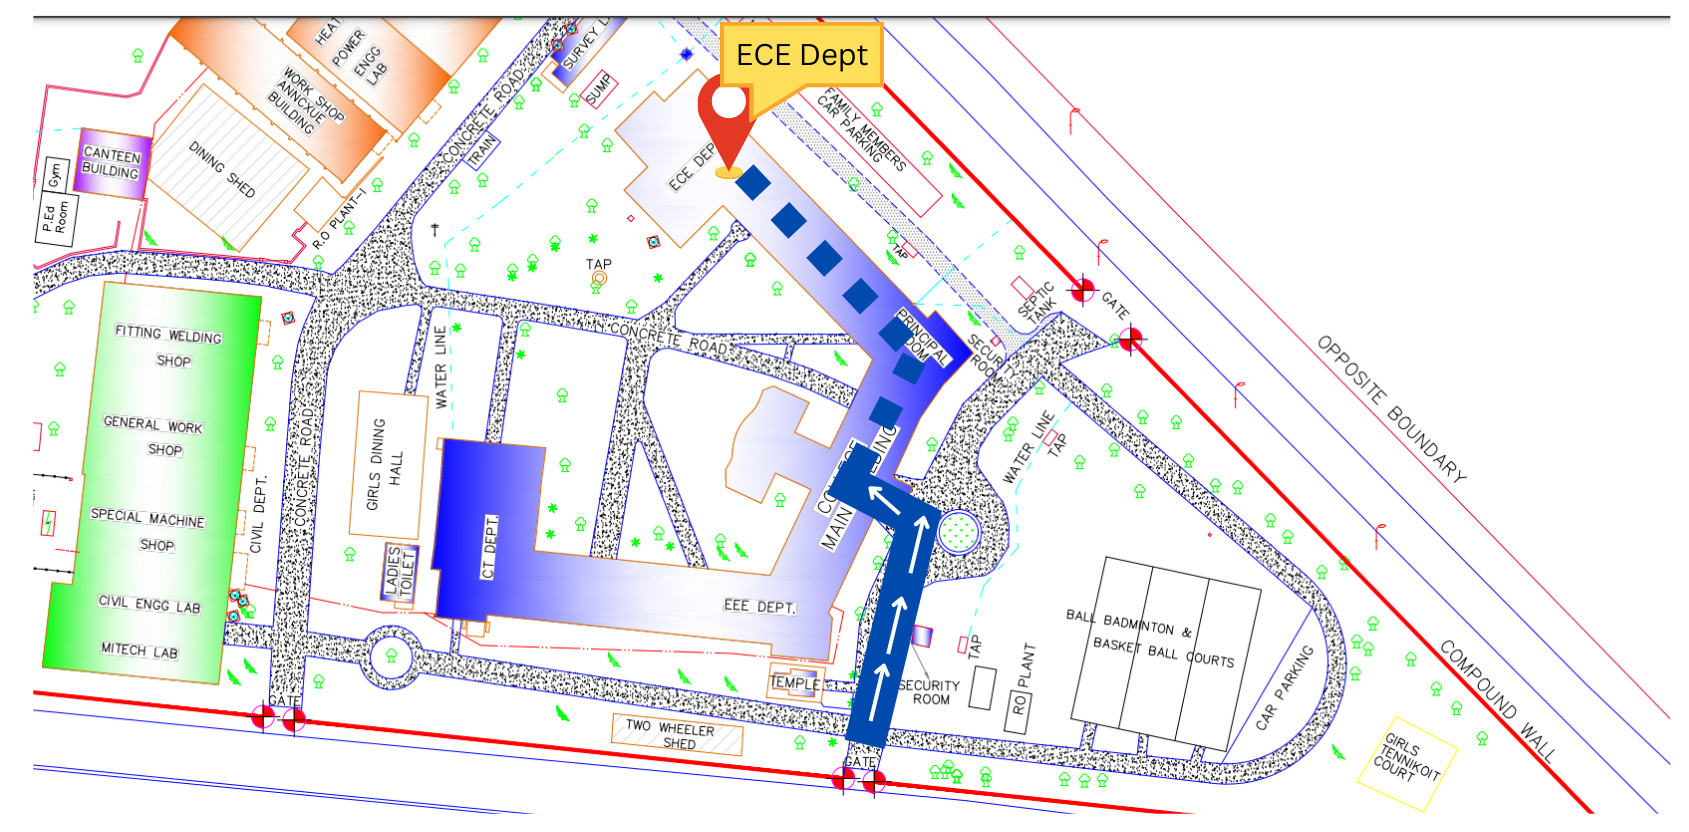 ECE Dept
HEAT
POWER
ENGG
LAB
WORK SHOP
ANNCXIUE
BUILDING
SURVEY
SUMP
CONCRETE ROAD
TRAIN
FAMILY MEMBERS
CAR PARKING
CANTEEN
BUILDING
DINING SHED
Gym
P.Ed
Room
R.O PLANT-I
ECE
TAP
TAP
SEPTIC
TANK
GATE
PRINCIPAL
SECURITY
ROOM
CONCRETE ROAD
WATER LINE
OPPOSITE BOUNDARY
FITTING WELDING
SHOP
GENERAL WORK
SHOP
SPECIAL MACHINE
SHOP
CIVIL ENGG LAB
MITECH LAB
CIVIL DEPT.
CONCRETE ROAD
GIRLS DINING
HALL
LADIES
TOILET
CT DEPT.
MAIN
EEE DEPT.
WATER LINE
TAP
TEMPLE
SECURITY
ROOM
TAP
RO PLANT
BALL BADMINTON &
BASKET BALL COURTS
CAR PARKING
COMPOUND WALL
GIRLS
TENNIKOIT
COURT
TWO WHEELER
SHED
GATE
GATE